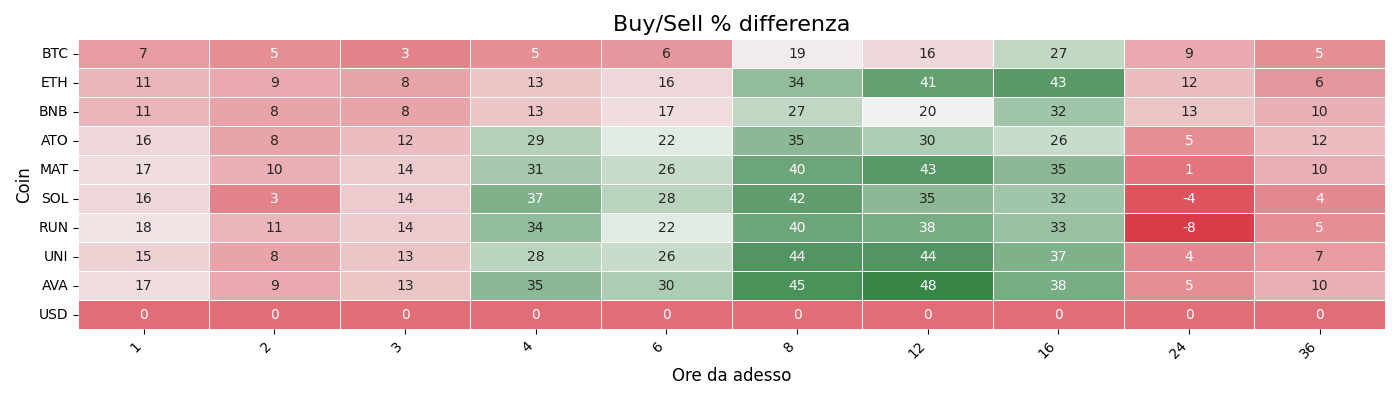 Buy/Sell % differenza
BTC 7 5 3 5 6 19 16 27 9 5
ETH 11 9 8 13 16 34 41 43 12 6
BNB 11 8 8 13 17 27 20 32 13 10
ATO 16 8 12 29 22 35 30 26 5 12
MAT 17 10 14 31 26 40 43 35 1 10
SOL 16 3 14 37 28 42 35 32 -4 4
RUN 18 11 14 34 22 40 38 33 -8 5
UNI 15 8 13 28 26 44 44 37 4 7
AVA 17 9 13 35 30 45 48 38 5 10
USD 0 0 0 0 0 0 0 0 0 0
Coin
1 2 3 4 6 8 12 16 24 36
Ore da adesso